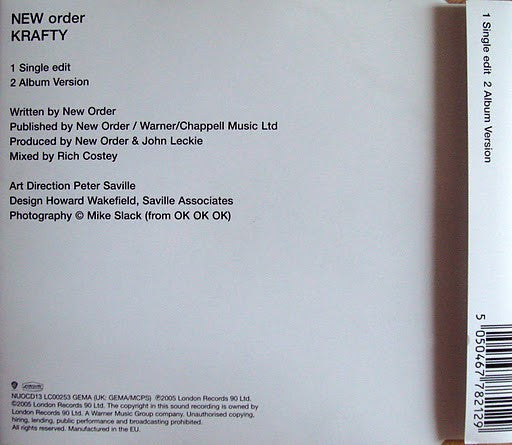 NEW order
KRAFTY
1 Single edit
2 Album Version
Written by New Order
Published by New Order / Warner/Chappell Music Ltd
Produced by New Order & John Leckie
Mixed by Rich Costey
Art Direction Peter Saville
Design Howard Wakefield, Saville Associates
Photography © Mike Slack (from OK OK OK)
NUOCD13 LC00253 GEMA (UK: GEMA/MCPS) ℗2005 London Records 90 Ltd.
©2005 London Records 90 Ltd. The copyright in this sound recording is owned by
London Records 90 Ltd. A Warner Music Group company. Unauthorised copying,
hiring, lending, public performance and broadcasting prohibited.
All rights reserved. Manufactured in the EU.
1 Single edit 2 Album Version
5 050467 782129